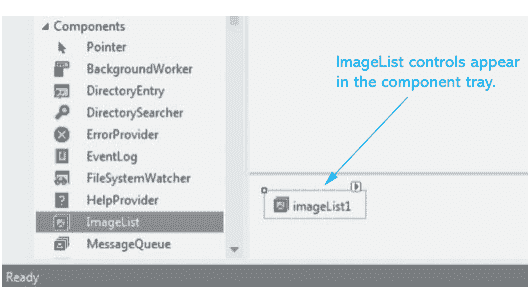 Components
Pointer
BackgroundWorker
DirectoryEntry
DirectorySearcher
ErrorProvider
EventLog
FileSystemWatcher
HelpProvider
ImageList
MessageQueue
ImageList controls appear
in the component tray.
imageList1
Ready